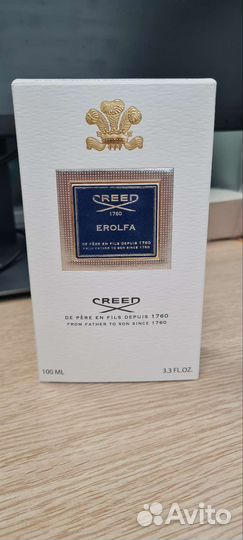 CREED
1760
EROLFA
DE PÈRE EN FILS DEPUIS 1760
FROM FATHER TO SON SINCE 1760
CREED
DE PÈRE EN FILS DEPUIS 1760
FROM FATHER TO SON SINCE 1760
100 ML 3.3 FL.OZ.
Avito